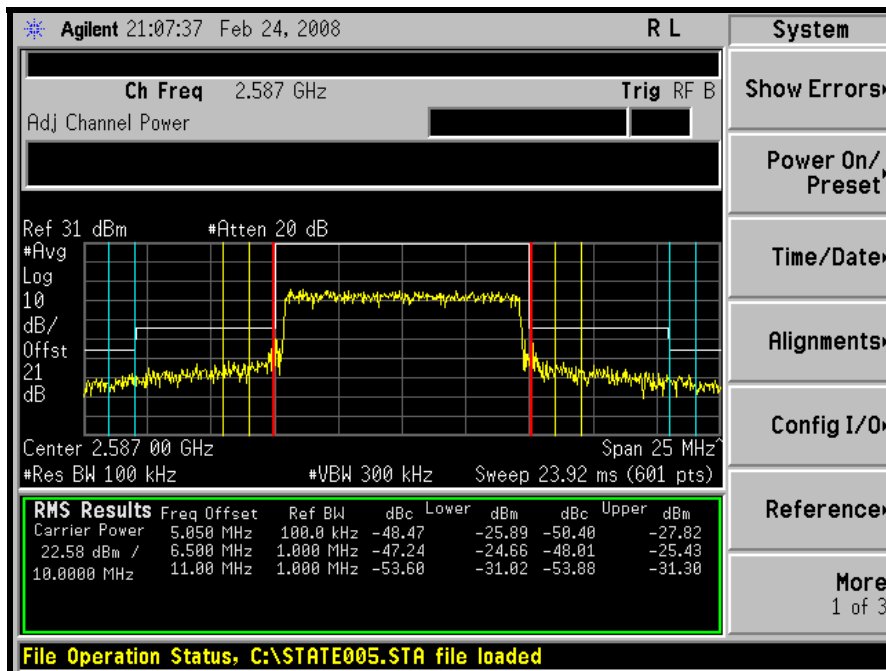 Agilent 21:07:37 Feb 24, 2008 R L
System
Ch Freq 2.587 GHz Trig RF B
Adj Channel Power
Show Errors
Power On/
Preset
Time/Date
Alignments
Config I/O
Reference
More
1 of 3
Ref 31 dBm #Atten 20 dB
#Avg
Log
10
dB/
Offst
21
dB
Center 2.587 00 GHz Span 25 MHz^
#Res BW 100 kHz #VBW 300 kHz Sweep 23.92 ms (601 pts)
RMS Results Freq Offset Ref BW dBc Lower dBm dBc Upper dBm
Carrier Power 5.050 MHz 100.0 kHz -48.47 -25.89 -50.40 -27.82
22.58 dBm / 6.500 MHz 1.000 MHz -47.24 -24.66 -48.01 -25.43
10.0000 MHz 11.00 MHz 1.000 MHz -53.60 -31.02 -53.88 -31.30
File Operation Status, C:\STATE005.STA file loaded